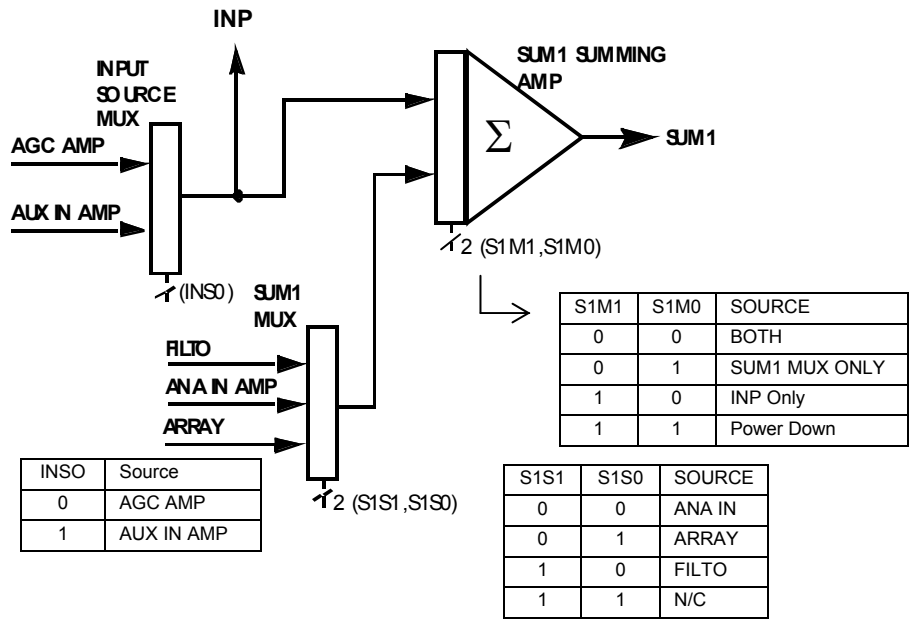 INP
INPUT
SOURCE
MUX
SUM1 SUMMING
AMP
AGC AMP
Σ
SUM1
AUX IN AMP
2 (S1M1,S1M0)
(INS0)
SUM1
MUX
FILTO
ANA IN AMP
ARRAY
2 (S1S1,S1S0)
S1M1 S1M0 SOURCE
0 0 BOTH
0 1 SUM1 MUX ONLY
1 0 INP Only
1 1 Power Down
INSO Source
0 AGC AMP
1 AUX IN AMP
S1S1 S1S0 SOURCE
0 0 ANA IN
0 1 ARRAY
1 0 FILTO
1 1 N/C